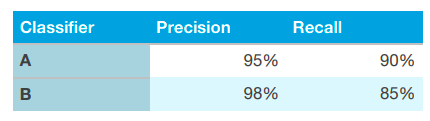 Classifier Precision Recall
A 95% 90%
B 98% 85%